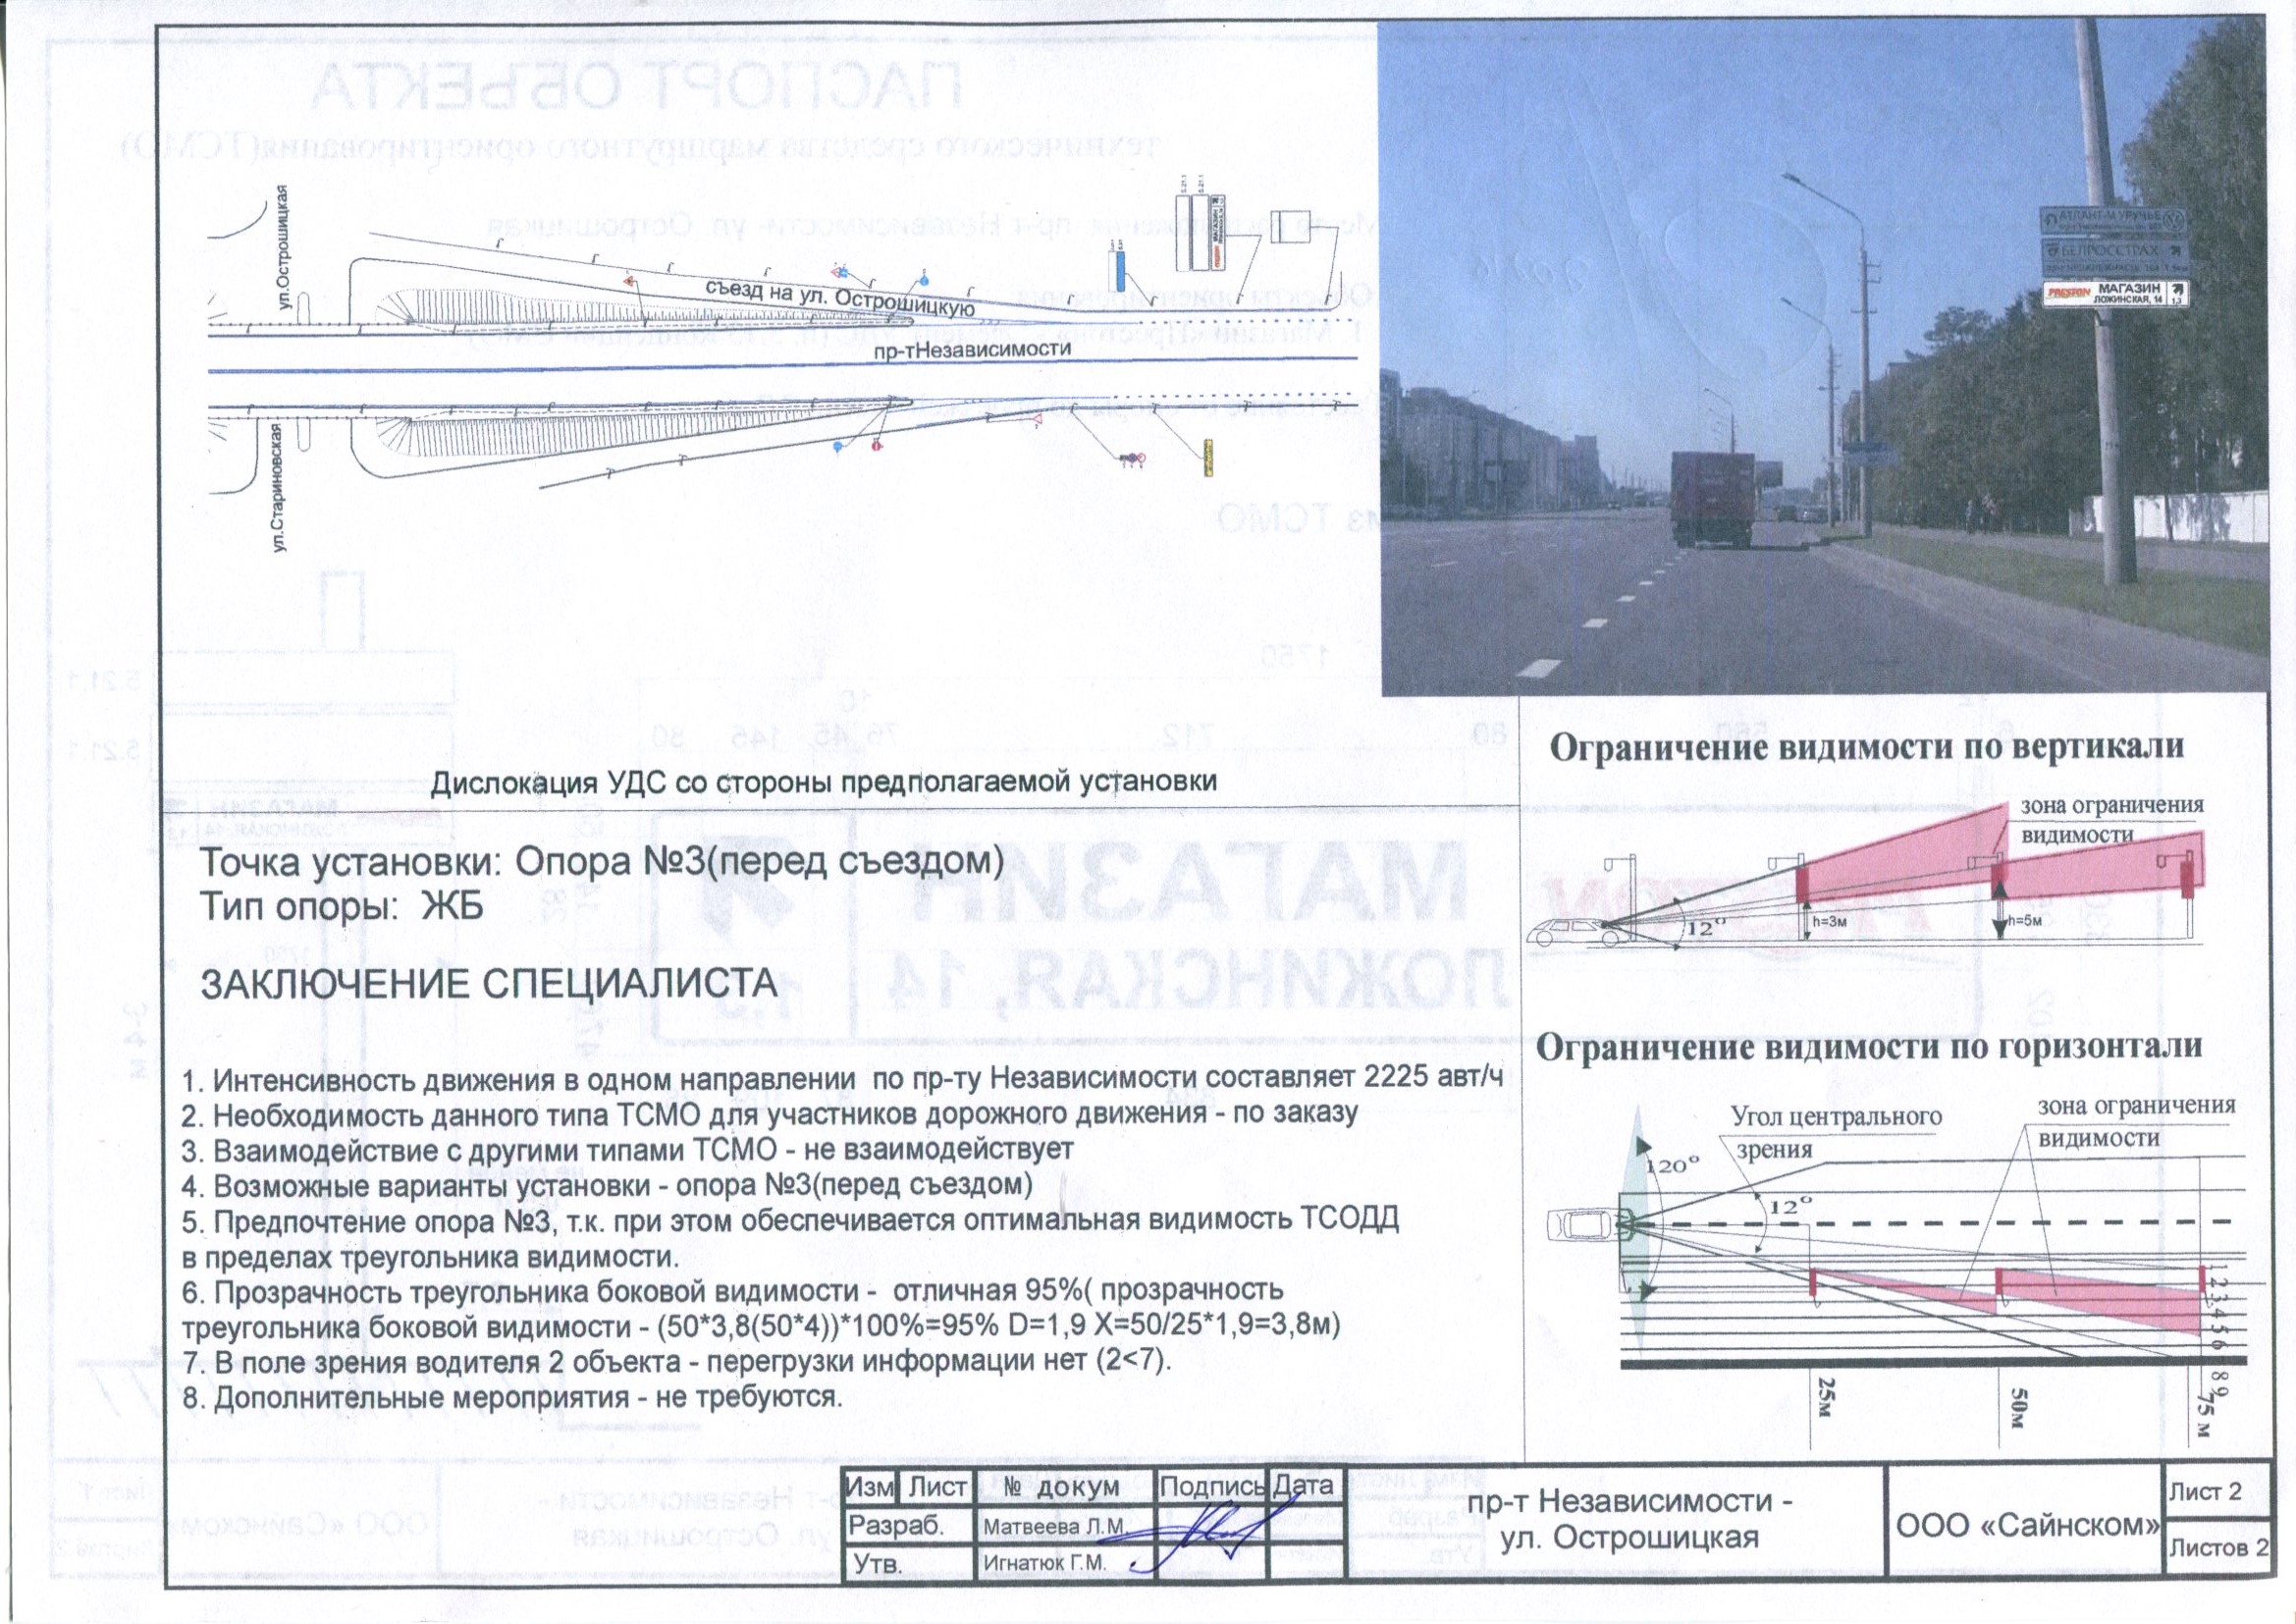 ул.Острошицкая
съезд на ул. Острошицкую
пр-тНезависимости
ул.Стариновская
5.21.1
5.21.1
АТЛАНТ-М УРУЧЬЕ
БЕЛРОССТРАХ
PRESTON МАГАЗИН
ЛОЖИНСКАЯ, 14 1,3
Дислокация УДС со стороны предполагаемой установки
Точка установки: Опора №3(перед съездом)
Тип опоры: ЖБ
ЗАКЛЮЧЕНИЕ СПЕЦИАЛИСТА
1. Интенсивность движения в одном направлении по пр-ту Независимости составляет 2225 авт/ч
2. Необходимость данного типа ТСМО для участников дорожного движения - по заказу
3. Взаимодействие с другими типами ТСМО - не взаимодействует
4. Возможные варианты установки - опора №3(перед съездом)
5. Предпочтение опора №3, т.к. при этом обеспечивается оптимальная видимость ТСОДД
в пределах треугольника видимости.
6. Прозрачность треугольника боковой видимости - отличная 95%( прозрачность
треугольника боковой видимости - (50*3,8(50*4))*100%=95% D=1,9 X=50/25*1,9=3,8м)
7. В поле зрения водителя 2 объекта - перегрузки информации нет (2<7).
8. Дополнительные мероприятия - не требуются.
Ограничение видимости по вертикали
зона ограничения
видимости
12°
h=3м
h=5м
Ограничение видимости по горизонтали
Угол центрального
зрения
зона ограничения
видимости
120°
12°
1 2 3 4 5 6 8 9
25м
50м
75 м
Изм Лист № докум Подпись Дата
Разраб. Матвеева Л.М.
Утв. Игнатюк Г.М.
пр-т Независимости -
ул. Острошицкая
ООО «Сайнском»
Лист 2
Листов 2